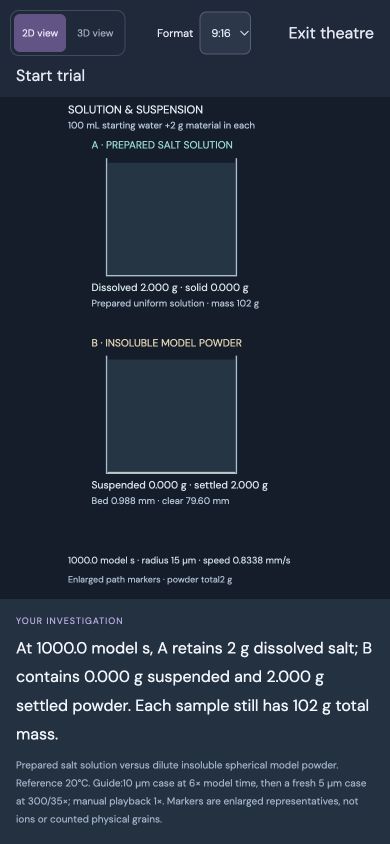 2D view 3D view Format 9:16 Exit theatre
Start trial
SOLUTION & SUSPENSION
100 mL starting water +2 g material in each
A · PREPARED SALT SOLUTION
Dissolved 2.000 g · solid 0.000 g
Prepared uniform solution · mass 102 g
B · INSOLUBLE MODEL POWDER
Suspended 0.000 g · settled 2.000 g
Bed 0.988 mm · clear 79.60 mm
1000.0 model s · radius 15 µm · speed 0.8338 mm/s
Enlarged path markers · powder total2 g
YOUR INVESTIGATION
At 1000.0 model s, A retains 2 g dissolved salt; B
contains 0.000 g suspended and 2.000 g
settled powder. Each sample still has 102 g total
mass.
Prepared salt solution versus dilute insoluble spherical model powder.
Reference 20°C. Guide:10 µm case at 6× model time, then a fresh 5 µm case
at 300/35×; manual playback 1×. Markers are enlarged representatives, not
ions or counted physical grains.